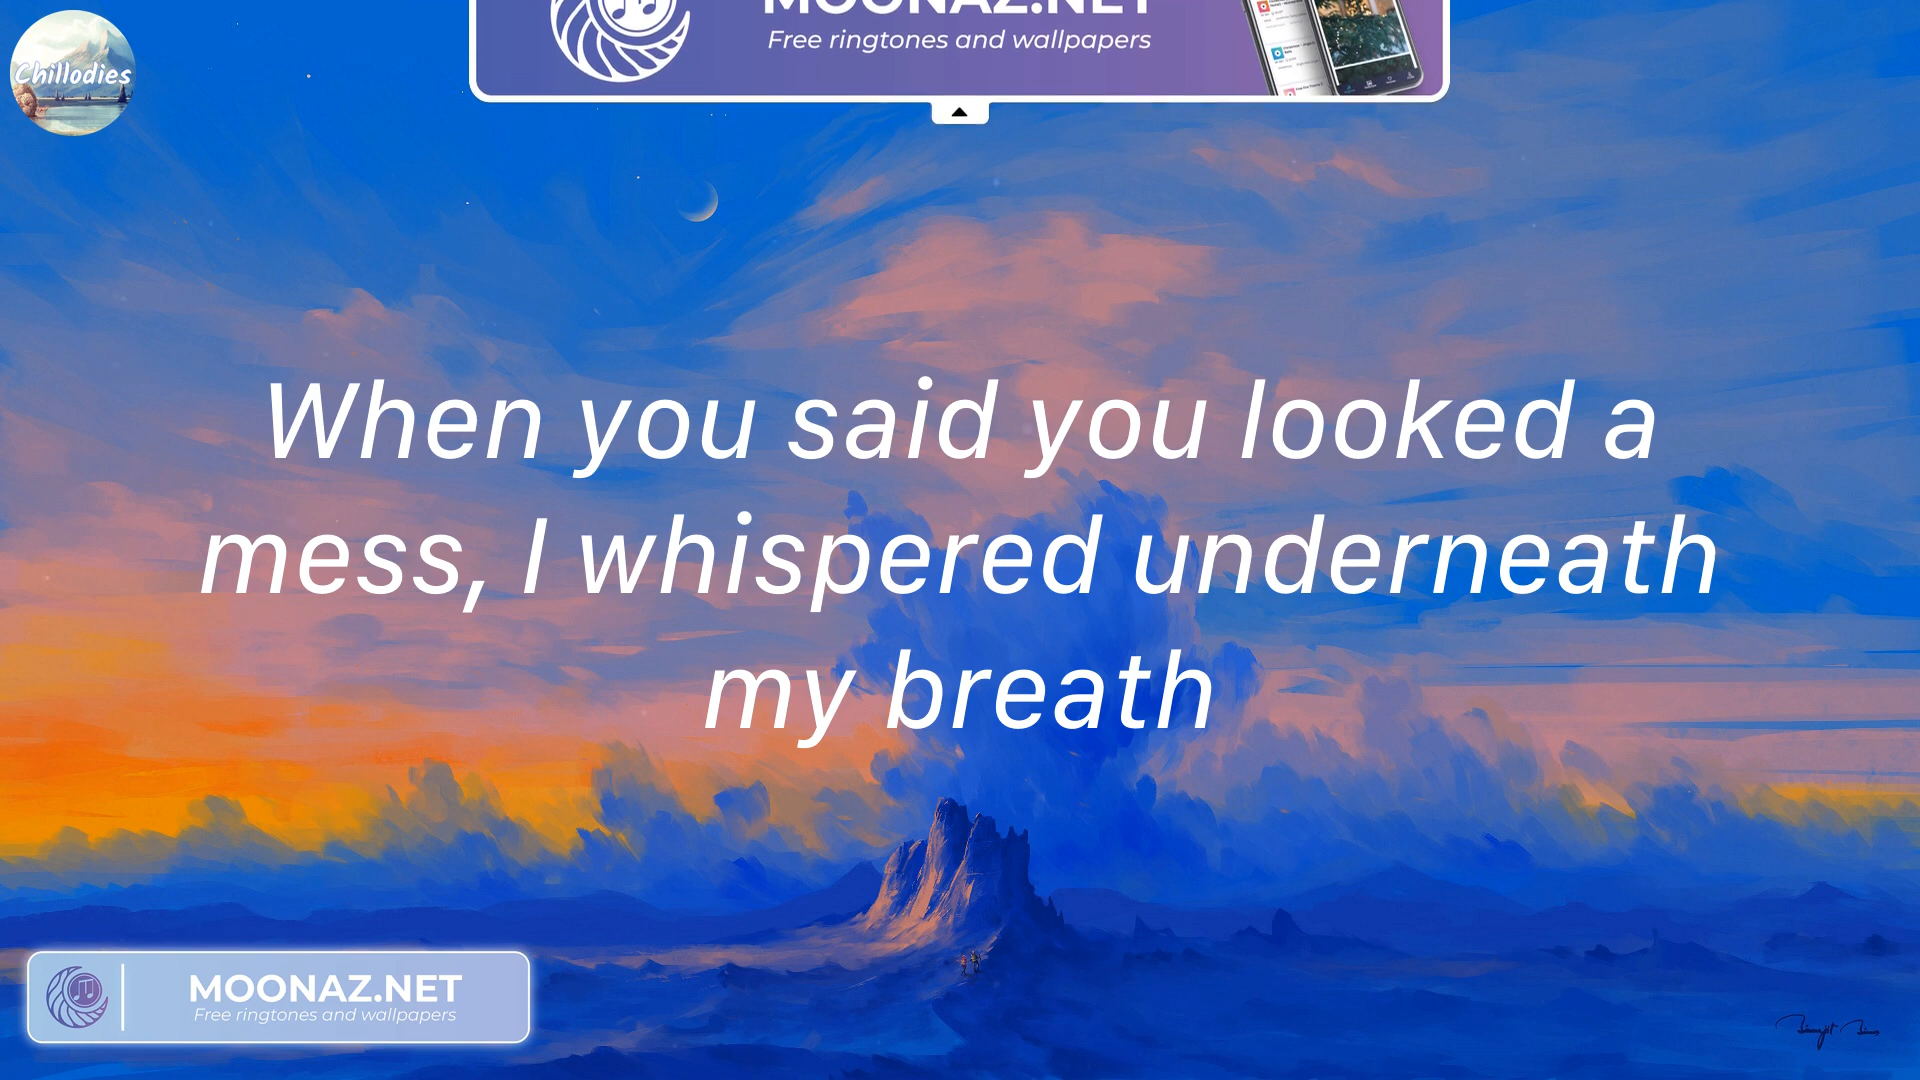 MOONAZ.NET
Free ringtones and wallpapers
Chillodies
When you said you looked a
mess, I whispered underneath
my breath
MOONAZ.NET
Free ringtones and wallpapers